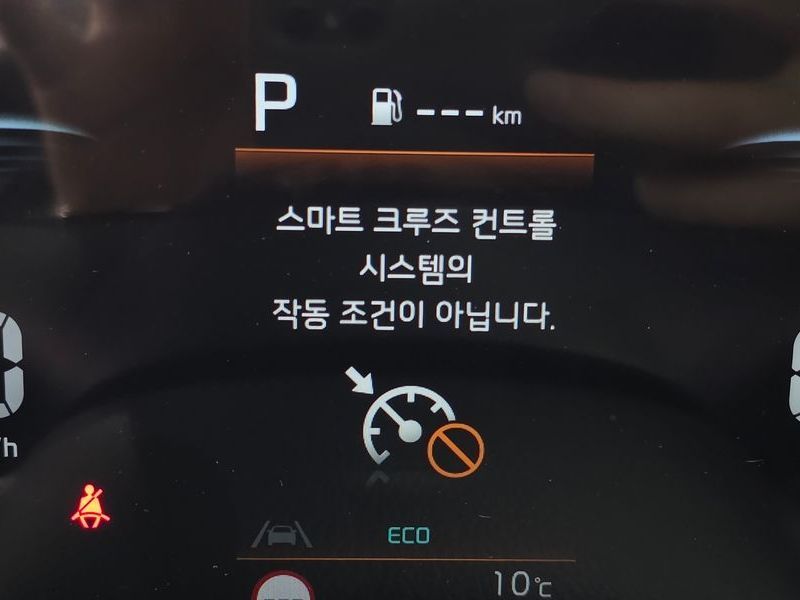 P
--- km
스마트 크루즈 컨트롤
시스템의
작동 조건이 아닙니다.
/h
ECO
10℃